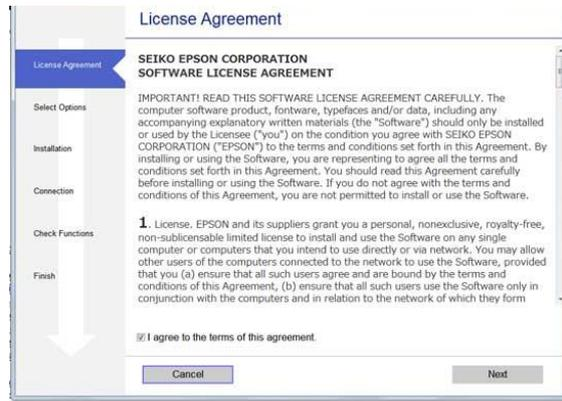 License Agreement
License Agreement
Select Options
Installation
Connection
Check Functions
Finish
SEIKO EPSON CORPORATION
SOFTWARE LICENSE AGREEMENT
IMPORTANT! READ THIS SOFTWARE LICENSE AGREEMENT CAREFULLY. The
computer software product, fontware, typefaces and/or data, including any
accompanying explanatory written materials (the "Software") should only be installed
or used by the Licensee ("you") on the condition you agree with SEIKO EPSON
CORPORATION ("EPSON") to the terms and conditions set forth in this Agreement. By
installing or using the Software, you are representing to agree all the terms and
conditions set forth in this Agreement. You should read this Agreement carefully
before installing or using the Software. If you do not agree with the terms and
conditions of this Agreement, you are not permitted to install or use the Software.
1. License. EPSON and its suppliers grant you a personal, nonexclusive, royalty-free,
non-sublicensable limited license to install and use the Software on any single
computer or computers that you intend to use directly or via network. You may allow
other users of the computers connected to the network to use the Software, provided
that you (a) ensure that all such users agree and are bound by the terms and
conditions of this Agreement, (b) ensure that all such users use the Software only in
conjunction with the computers and in relation to the network of which they form
I agree to the terms of this agreement.
Cancel
Next